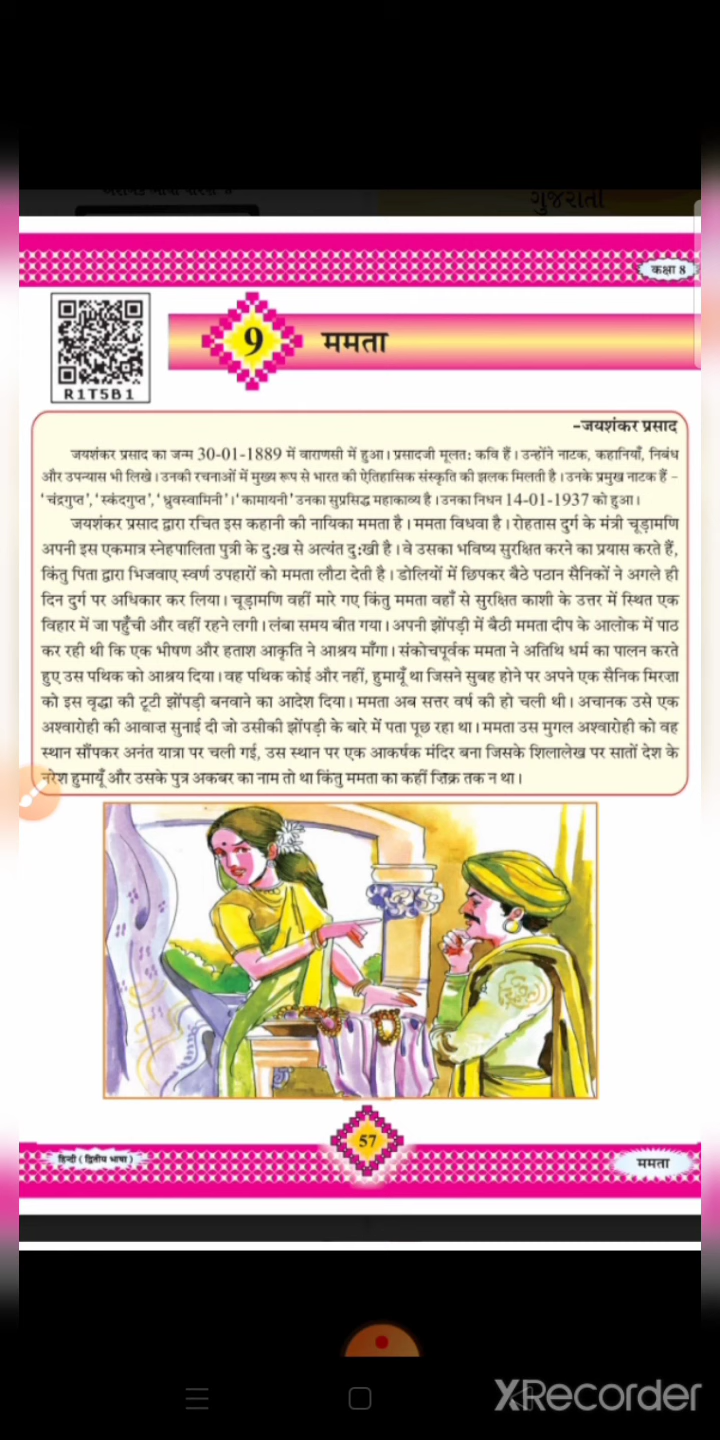 ગુજરાતી
कक्षा 8
R1T5B1
9
ममता
-जयशंकर प्रसाद
जयशंकर प्रसाद का जन्म 30-01-1889 में वाराणसी में हुआ। प्रसादजी मूलत: कवि हैं। उन्होंने नाटक, कहानियाँ, निबंध
और उपन्यास भी लिखे। उनकी रचनाओं में मुख्य रूप से भारत की ऐतिहासिक संस्कृति की झलक मिलती है। उनके प्रमुख नाटक हैं -
'चंद्रगुप्त', 'स्कंदगुप्त', 'ध्रुवस्वामिनी'। 'कामायनी' उनका सुप्रसिद्ध महाकाव्य है। उनका निधन 14-01-1937 को हुआ।
जयशंकर प्रसाद द्वारा रचित इस कहानी की नायिका ममता है। ममता विधवा है। रोहतास दुर्ग के मंत्री चूड़ामणि
अपनी इस एकमात्र स्नेहपालिता पुत्री के दु:ख से अत्यंत दु:खी है। वे उसका भविष्य सुरक्षित करने का प्रयास करते हैं,
किंतु पिता द्वारा भिजवाए स्वर्ण उपहारों को ममता लौटा देती है। डोलियों में छिपकर बैठे पठान सैनिकों ने अगले ही
दिन दुर्ग पर अधिकार कर लिया। चूड़ामणि वहीं मारे गए किंतु ममता वहाँ से सुरक्षित काशी के उत्तर में स्थित एक
विहार में जा पहुँची और वहीं रहने लगी। लंबा समय बीत गया। अपनी झोंपड़ी में बैठी ममता दीप के आलोक में पाठ
कर रही थी कि एक भीषण और हताश आकृति ने आश्रय माँगा। संकोचपूर्वक ममता ने अतिथि धर्म का पालन करते
हुए उस पथिक को आश्रय दिया। वह पथिक कोई और नहीं, हुमायूँ था जिसने सुबह होने पर अपने एक सैनिक मिरज़ा
को इस वृद्धा की टूटी झोंपड़ी बनवाने का आदेश दिया। ममता अब सत्तर वर्ष की हो चली थी। अचानक उसे एक
अश्वारोही की आवाज़ सुनाई दी जो उसीकी झोंपड़ी के बारे में पता पूछ रहा था। ममता उस मुगल अश्वारोही को वह
स्थान सौंपकर अनंत यात्रा पर चली गई, उस स्थान पर एक आकर्षक मंदिर बना जिसके शिलालेख पर सातों देश के
नरेश हुमायूँ और उसके पुत्र अकबर का नाम तो था किंतु ममता का कहीं ज़िक्र तक न था।
57
हिन्दी (द्वितीय भाषा)
ममता
XRecorder